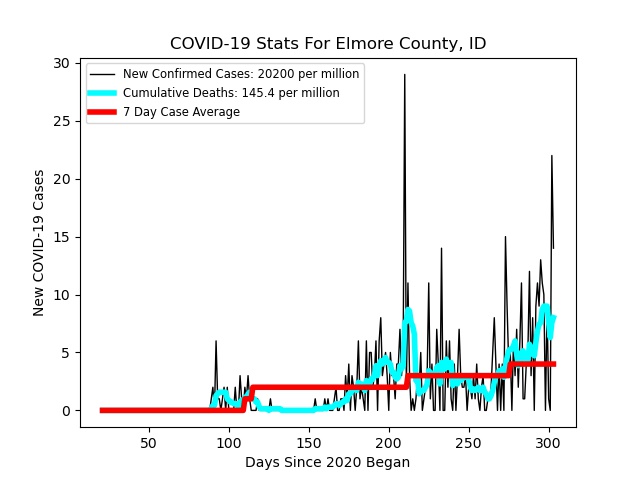 COVID-19 Stats For Elmore County, ID
30
25
20
15
10
5
0
New COVID-19 Cases
New Confirmed Cases: 20200 per million
Cumulative Deaths: 145.4 per million
7 Day Case Average
50 100 150 200 250 300
Days Since 2020 Began